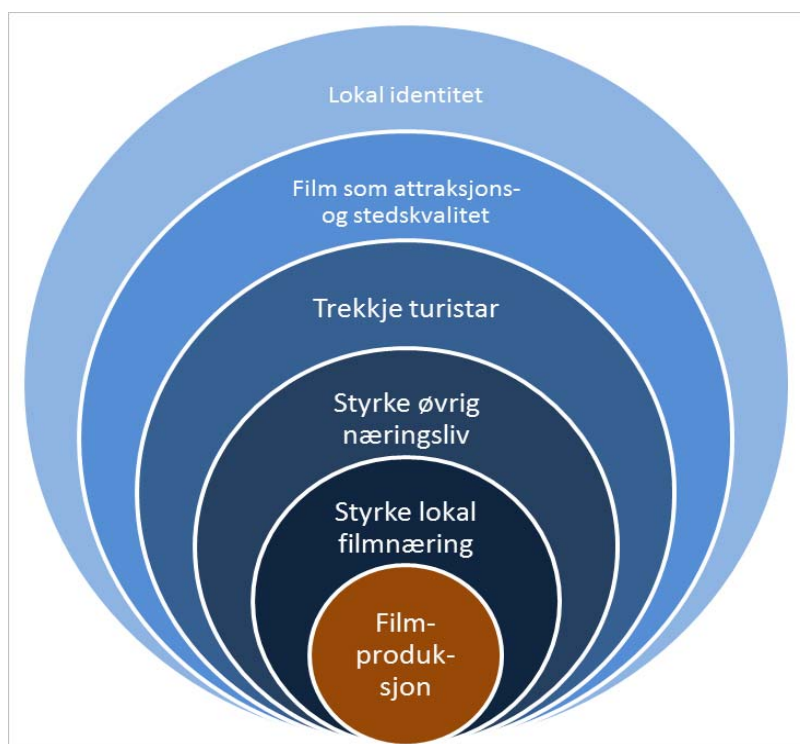 Lokal identitet
Film som attraksjons-
og stedskvalitet
Trekkje turistar
Styrke øvrig
næringsliv
Styrke lokal
filmnæring
Film-
produk-
sjon